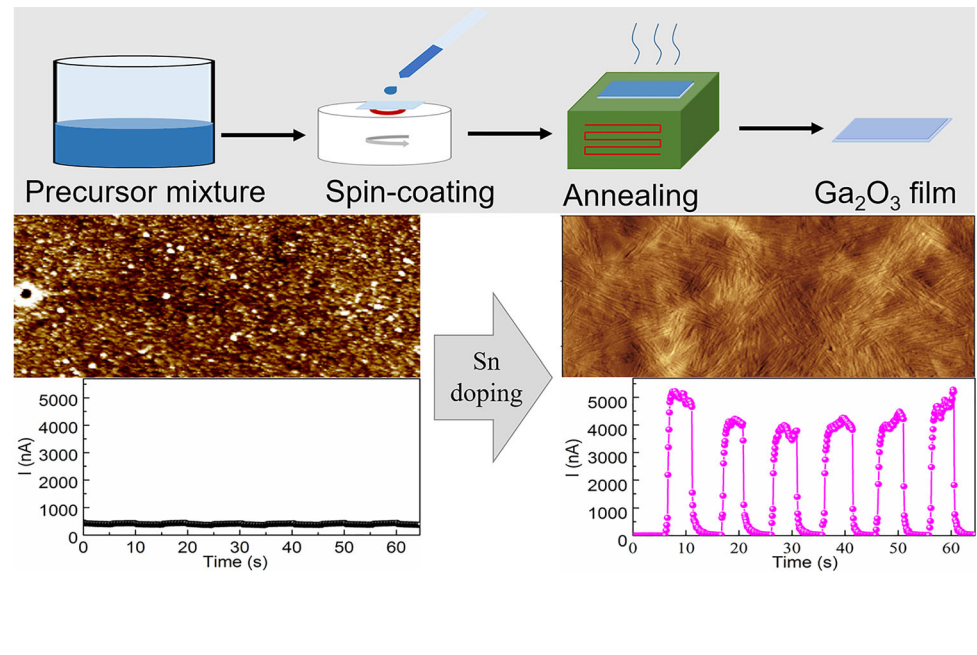 Precursor mixture
Spin-coating
Annealing
Ga₂O₃ film
Sn
doping
5000
4000
3000
2000
1000
0
I (nA)
0 10 20 30 40 50 60
Time (s)
5000
4000
3000
2000
1000
0
I (nA)
0 10 20 30 40 50 60
Time (s)